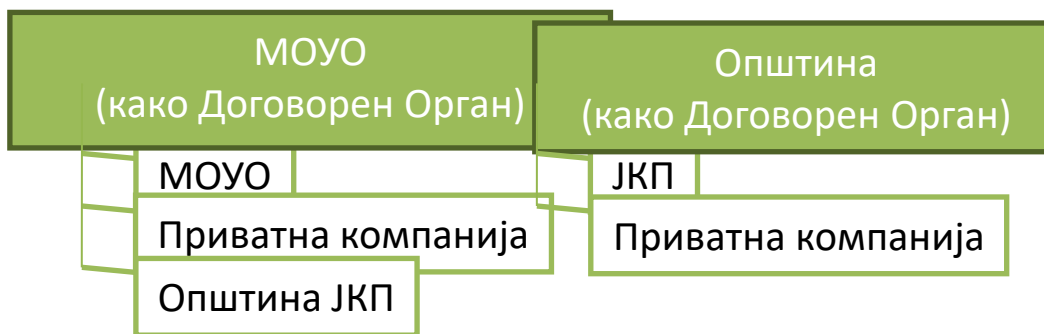 МОУО
(како Договорен Орган)
МОУО
Приватна компанија
Општина ЈКП
Општина
(како Договорен Орган)
ЈКП
Приватна компанија